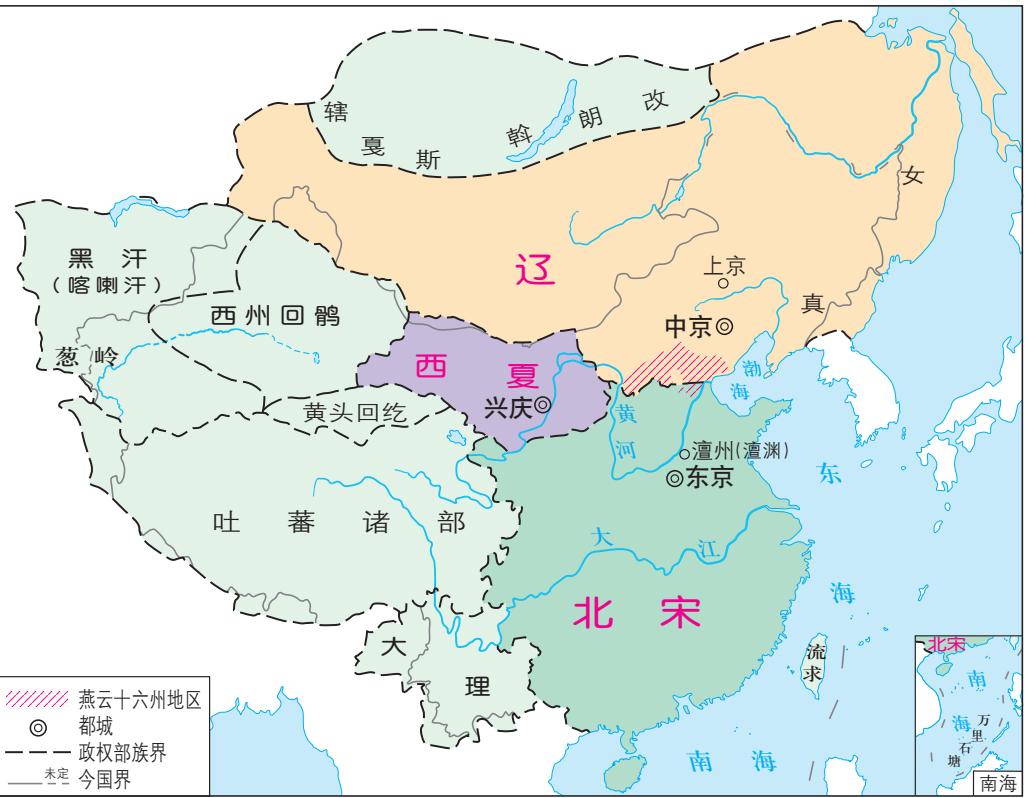 辖戛斯
斡朗改
女真
黑汗
(喀喇汗)
辽
上京
中京
西州回鹘
葱岭
西夏
兴庆
渤海
黄头回纥
黄河
澶州(澶渊)
东京
东海
吐蕃诸部
大江
北宋
大理
流求
南海
北宋
南海
万里石塘
南海
燕云十六州地区
都城
政权部族界
未定
今国界